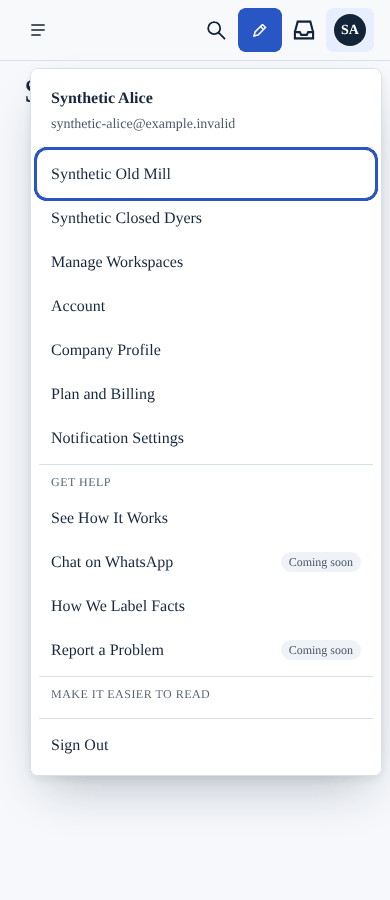 SA
Synthetic Alice
synthetic-alice@example.invalid
Synthetic Old Mill
Synthetic Closed Dyers
Manage Workspaces
Account
Company Profile
Plan and Billing
Notification Settings
GET HELP
See How It Works
Chat on WhatsApp Coming soon
How We Label Facts
Report a Problem Coming soon
MAKE IT EASIER TO READ
Sign Out